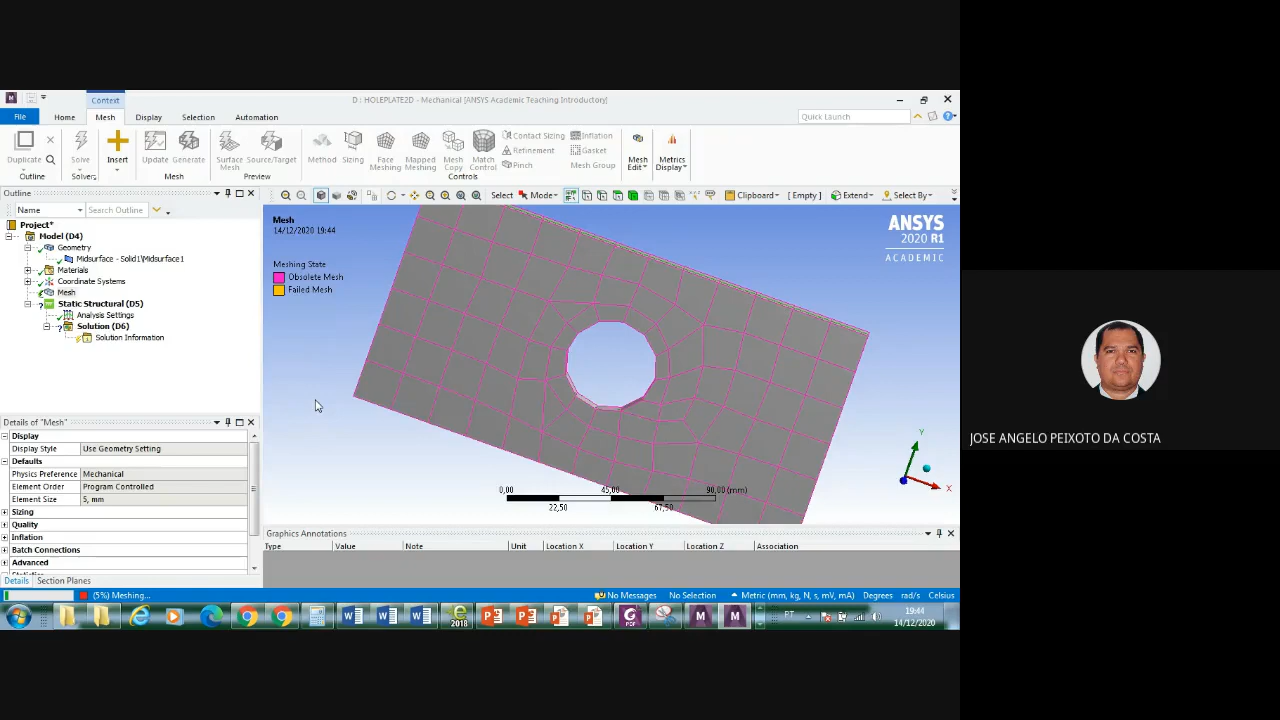 Context
D : HOLEPLATE2D - Mechanical [ANSYS Academic Teaching Introductory]
File Home Mesh Display Selection Automation
Quick Launch
Duplicate Solve Insert Update Generate Surface Mesh Source/Target Method Sizing Face Meshing Mapped Meshing Mesh Copy Match Control Contact Sizing Inflation Mesh Edit Metrics Display
Refinement Gasket
Pinch Mesh Group
Outline Solvers Mesh Preview Controls
Outline
Select Mode Clipboard [ Empty ] Extend Select By
Name Search Outline
Project*
Model (D4)
Geometry
Midsurface - Solid1\Midsurface1
Materials
Coordinate Systems
Mesh
Static Structural (D5)
Analysis Settings
Solution (D6)
Solution Information
Mesh
14/12/2020 19:44
Meshing State
Obsolete Mesh
Failed Mesh
ANSYS
2020 R1
ACADEMIC
Y
X
0,00 45,00 90,00 (mm)
22,50 67,50
Details of "Mesh"
Display
Display Style Use Geometry Setting
Defaults
Physics Preference Mechanical
Element Order Program Controlled
Element Size 5, mm
Sizing
Quality
Inflation
Batch Connections
Advanced
Statistics
Details Section Planes
Graphics Annotations
Type Value Note Unit Location X Location Y Location Z Association
(5%) Meshing...
No Messages No Selection Metric (mm, kg, N, s, mV, mA) Degrees rad/s Celsius
2018
PDF
PT
19:44
14/12/2020
JOSE ANGELO PEIXOTO DA COSTA